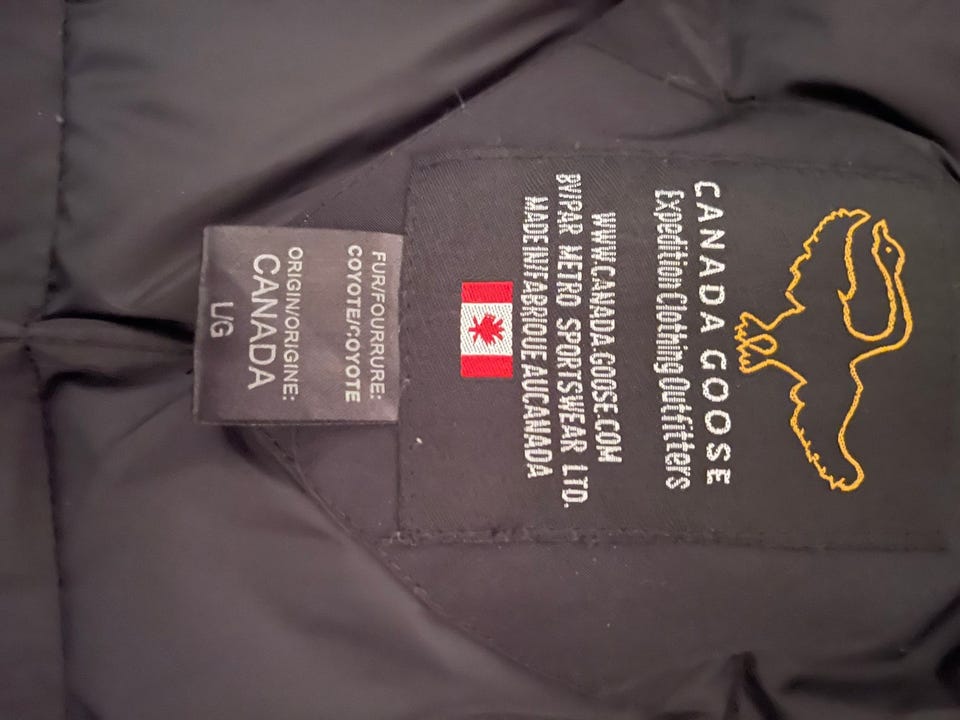 CANADA GOOSE
Expedition Clothing Outfitters
WWW.CANADA-GOOSE.COM
BY/PAR METRO SPORTSWEAR LTD.
MADE IN/FABRIQUE AU CANADA
FUR/FOURRURE:
COYOTE/COYOTE
ORIGIN/ORIGINE:
CANADA
L/G